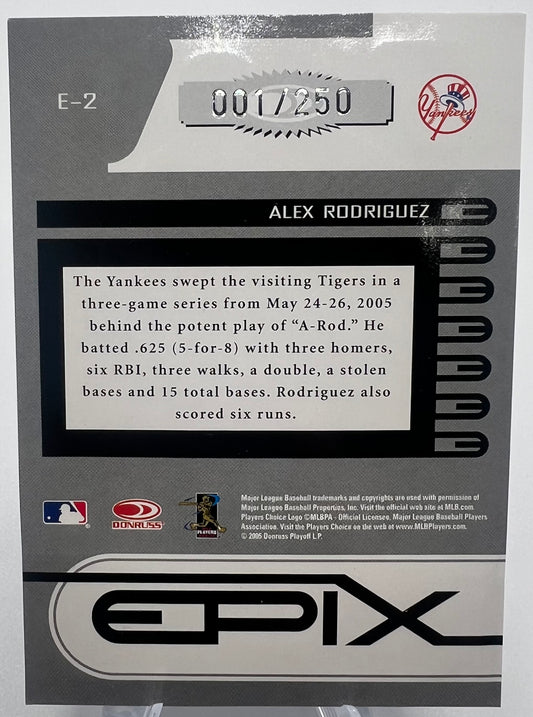 E-2
001/250
Yankees
ALEX RODRIGUEZ
The Yankees swept the visiting Tigers in a
three-game series from May 24-26, 2005
behind the potent play of “A-Rod.” He
batted .625 (5-for-8) with three homers,
six RBI, three walks, a double, a stolen
bases and 15 total bases. Rodriguez also
scored six runs.
Major League Baseball trademarks and copyrights are used with permission of
Major League Baseball Properties, Inc. Visit the official web site at MLB.com.
Players Choice Logo ©MLBPA - Official Licensee, Major League Baseball Players
Association. Visit the Players Choice on the web at www.MLBPlayers.com.
© 2005 Donruss Playoff L.P.
DONRUSS
PLAYERS
EPIX